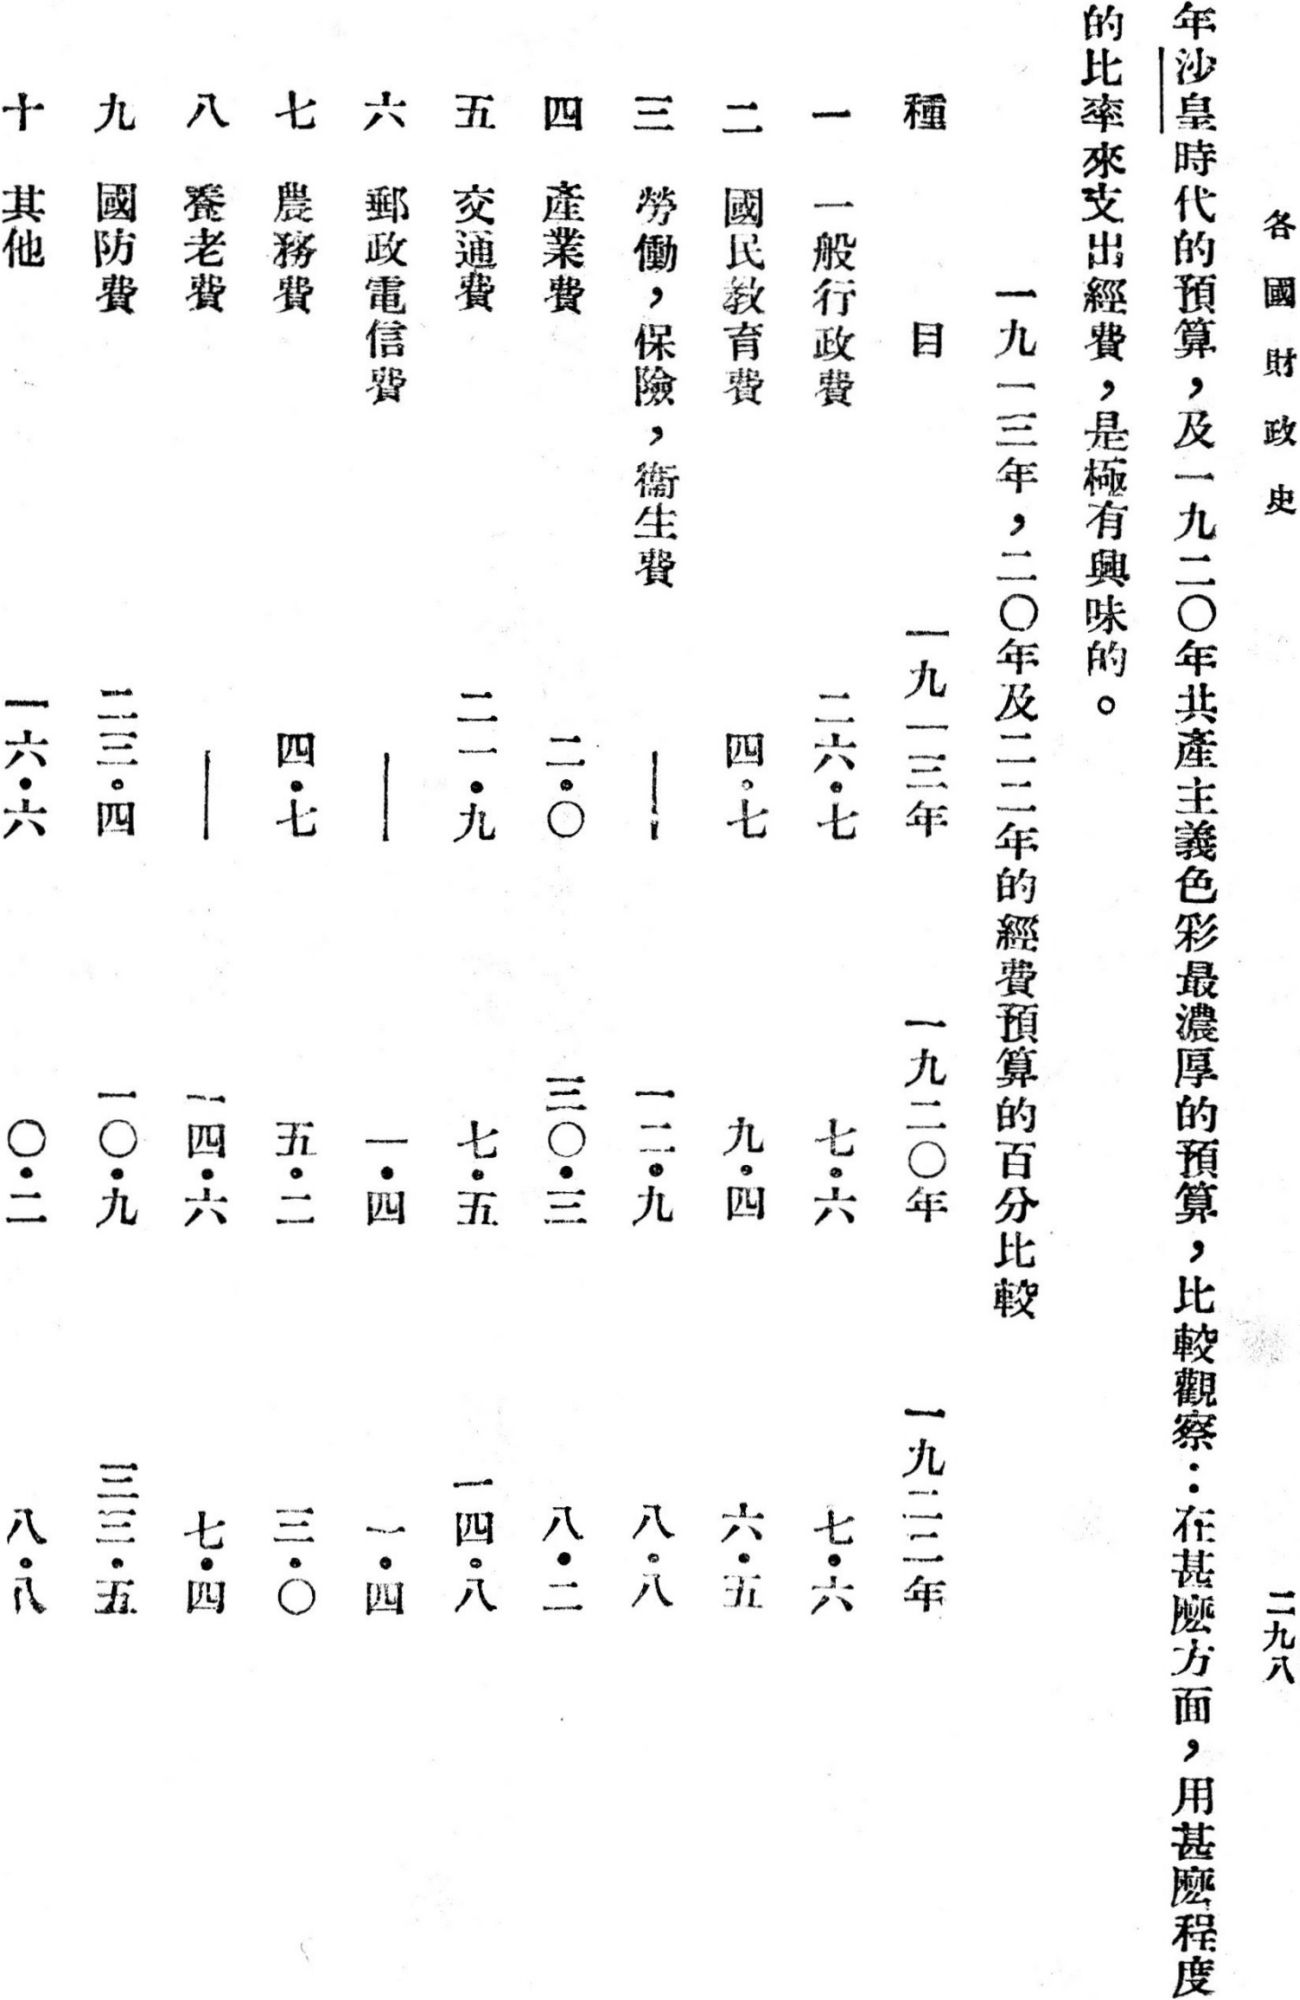 各國財政史
二九八
年沙皇時代的預算，及一九二〇年共產主義色彩最濃厚的預算，比較觀察：在甚麽方面，用甚麽程度
的比率來支出經費，是極有興味的。
一九一三年，二〇年及二二年的經費預算的百分比較
種目 一九一三年 一九二〇年 一九二二年
一 一般行政費 二六・七 七・六 七・六
二 國民教育費 四・七 九・四 六・五
三 勞働，保險，衞生費 — 一二・九 八・八
四 產業費 二・〇 三〇・三 八・二
五 交通費 二一・九 七・五 一四・八
六 郵政電信費 — 一・四 一・四
七 農務費 四・七 五・二 三・〇
八 養老費 — 一四・六 七・四
九 國防費 二三・四 一〇・九 三三・五
十 其他 一六・六 〇・二 八・八